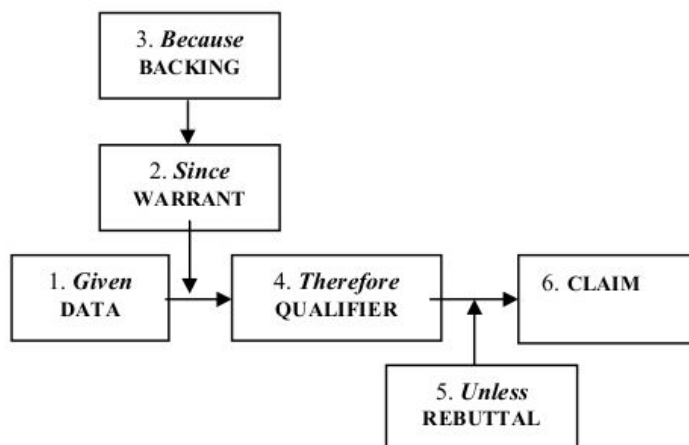 3. Because
BACKING
2. Since
WARRANT
1. Given
DATA
4. Therefore
QUALIFIER
6. CLAIM
5. Unless
REBUTTAL